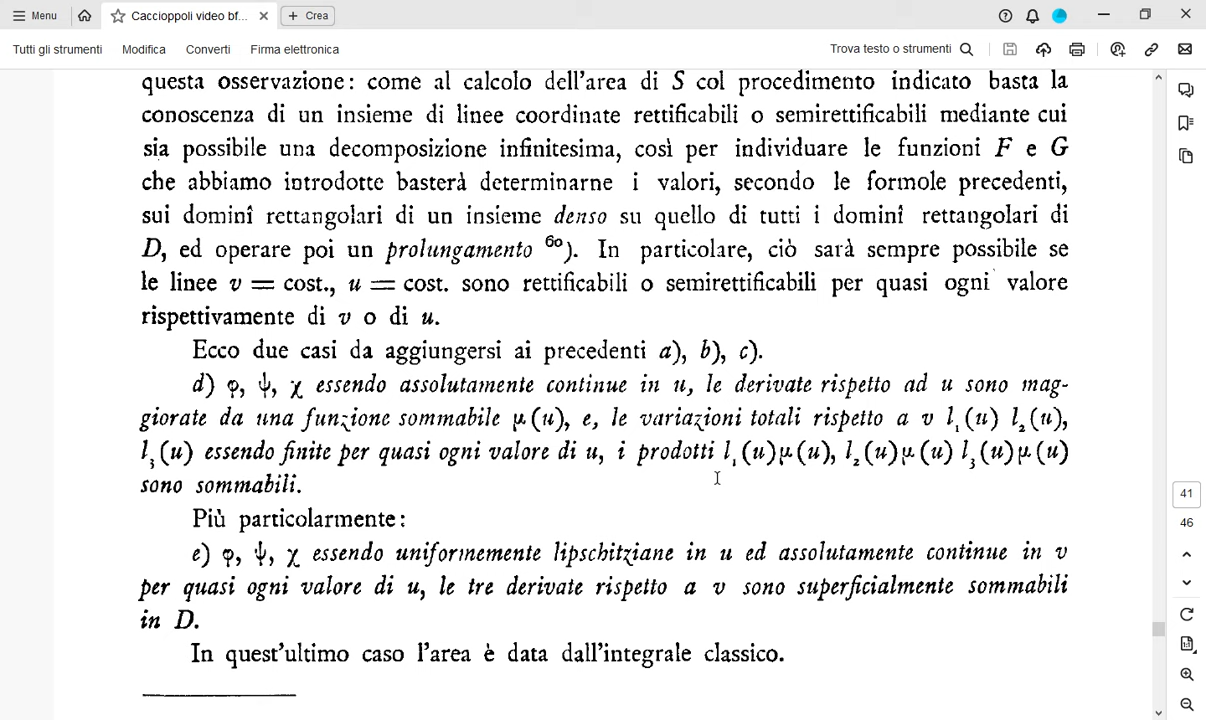 Menu
Caccioppoli video bf...
Crea
Tutti gli strumenti Modifica Converti Firma elettronica Trova testo o strumenti
questa osservazione: come al calcolo dell'area di S col procedimento indicato basta la
conoscenza di un insieme di linee coordinate rettificabili o semirettificabili mediante cui
sia possibile una decomposizione infinitesima, così per individuare le funzioni F e G
che abbiamo introdotte basterà determinarne i valori, secondo le formole precedenti,
sui dominî rettangolari di un insieme denso su quello di tutti i dominî rettangolari di
D, ed operare poi un prolungamento ⁶⁰). In particolare, ciò sarà sempre possibile se
le linee v = cost., u = cost. sono rettificabili o semirettificabili per quasi ogni valore
rispettivamente di v o di u.
Ecco due casi da aggiungersi ai precedenti a), b), c).
d) φ, ψ, χ essendo assolutamente continue in u, le derivate rispetto ad u sono mag-
giorate da una funzione sommabile μ(u), e, le variazioni totali rispetto a v l₁(u) l₂(u),
l₃(u) essendo finite per quasi ogni valore di u, i prodotti l₁(u)μ(u), l₂(u)μ(u) l₃(u)μ(u)
sono sommabili.
Più particolarmente:
e) φ, ψ, χ essendo uniformemente lipschitziane in u ed assolutamente continue in v
per quasi ogni valore di u, le tre derivate rispetto a v sono superficialmente sommabili
in D.
In quest'ultimo caso l'area è data dall'integrale classico.
41
46